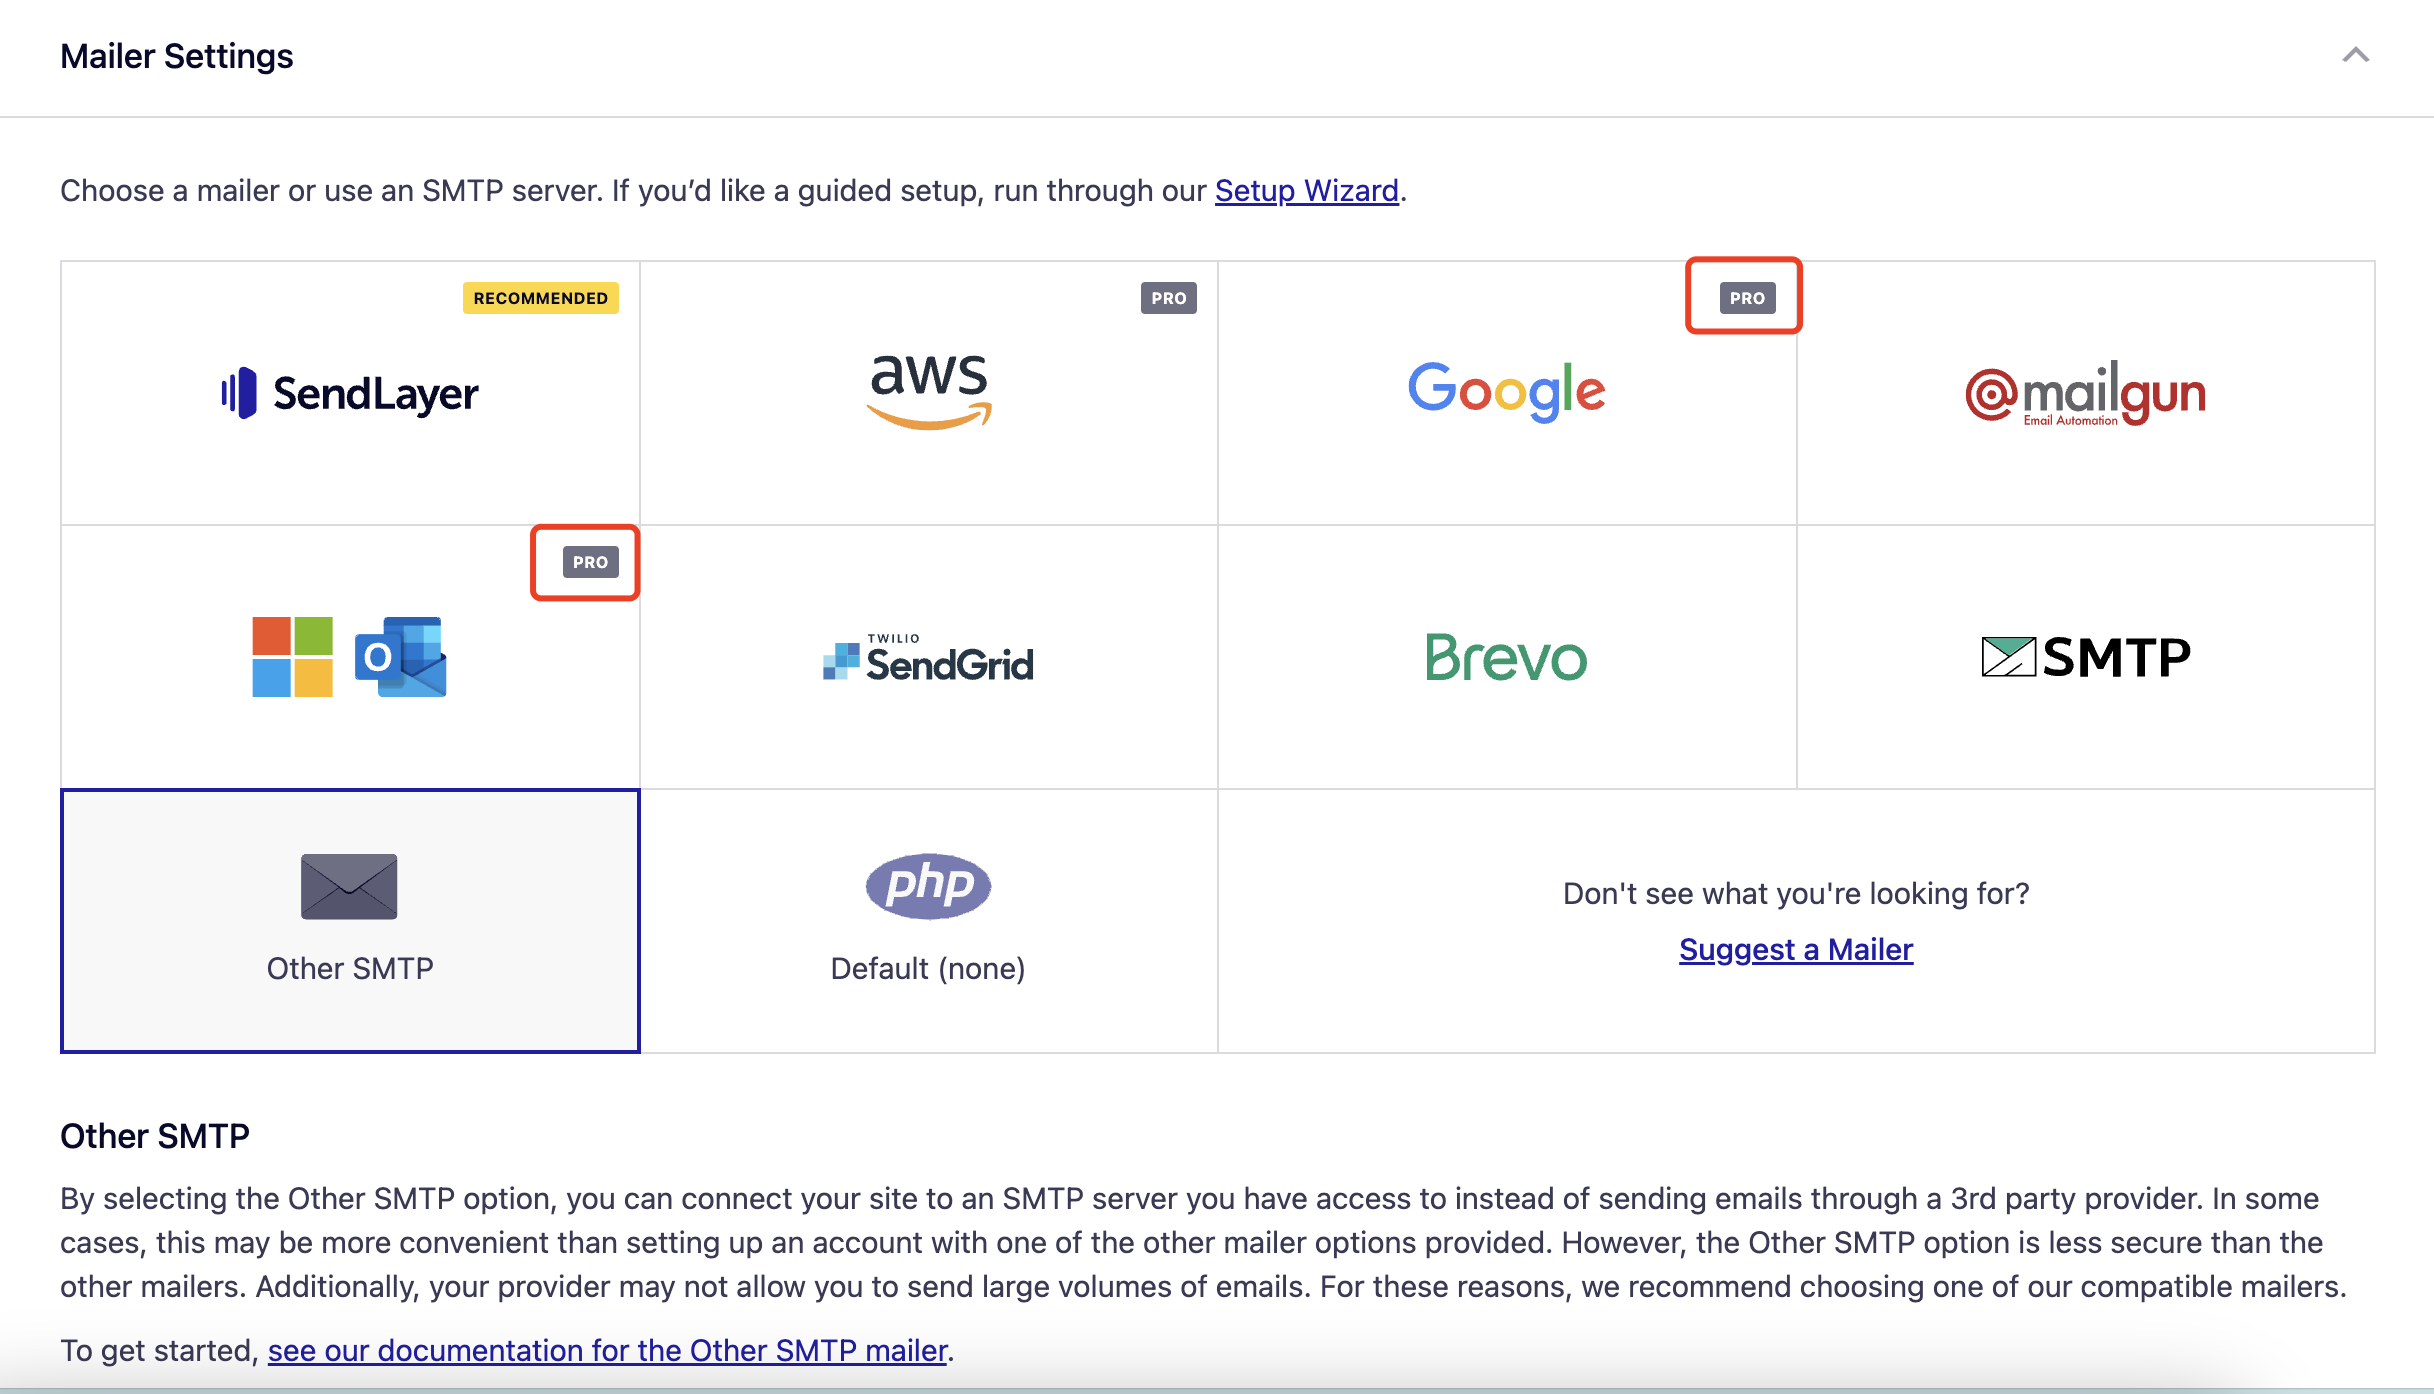 Mailer Settings
Choose a mailer or use an SMTP server. If you’d like a guided setup, run through our Setup Wizard.
RECOMMENDED
SendLayer
PRO
aws
PRO
Google
@mailgun
Email Automation
PRO
O
TWILIO
SendGrid
Brevo
SMTP
Other SMTP
php
Default (none)
Don't see what you're looking for?
Suggest a Mailer
Other SMTP
By selecting the Other SMTP option, you can connect your site to an SMTP server you have access to instead of sending emails through a 3rd party provider. In some
cases, this may be more convenient than setting up an account with one of the other mailer options provided. However, the Other SMTP option is less secure than the
other mailers. Additionally, your provider may not allow you to send large volumes of emails. For these reasons, we recommend choosing one of our compatible mailers.
To get started, see our documentation for the Other SMTP mailer.